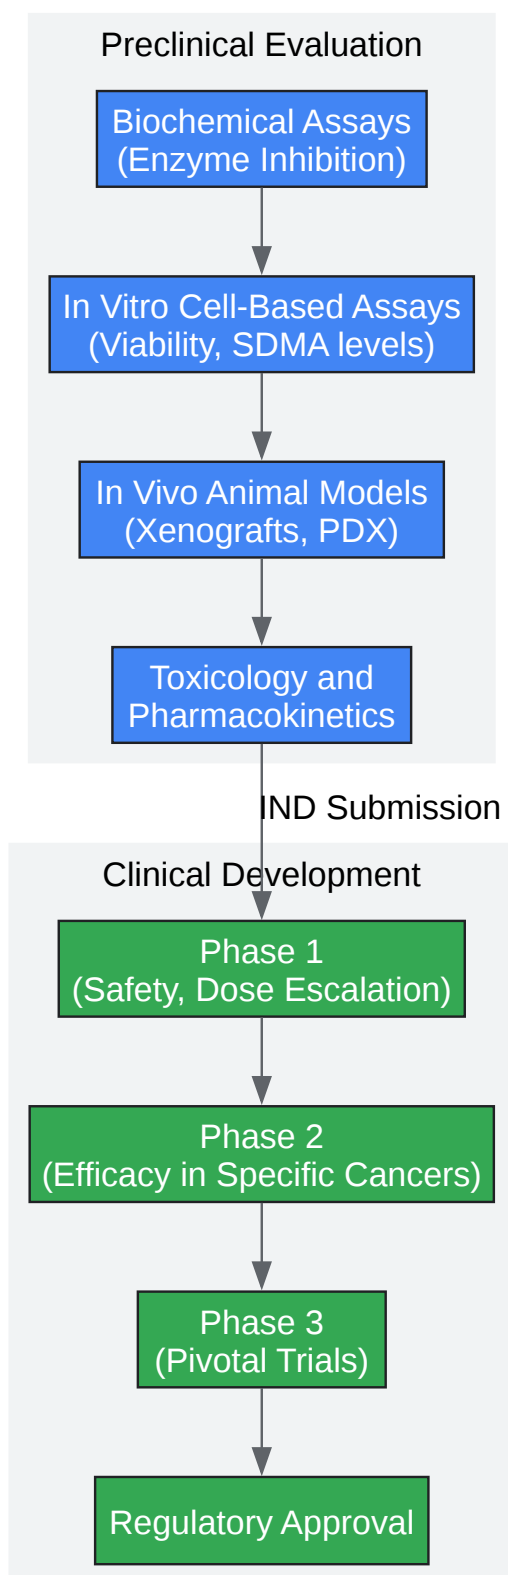 Preclinical Evaluation
Biochemical Assays
(Enzyme Inhibition)
In Vitro Cell-Based Assays
(Viability, SDMA levels)
In Vivo Animal Models
(Xenografts, PDX)
Toxicology and
Pharmacokinetics
IND Submission
Clinical Development
Phase 1
(Safety, Dose Escalation)
Phase 2
(Efficacy in Specific Cancers)
Phase 3
(Pivotal Trials)
Regulatory Approval